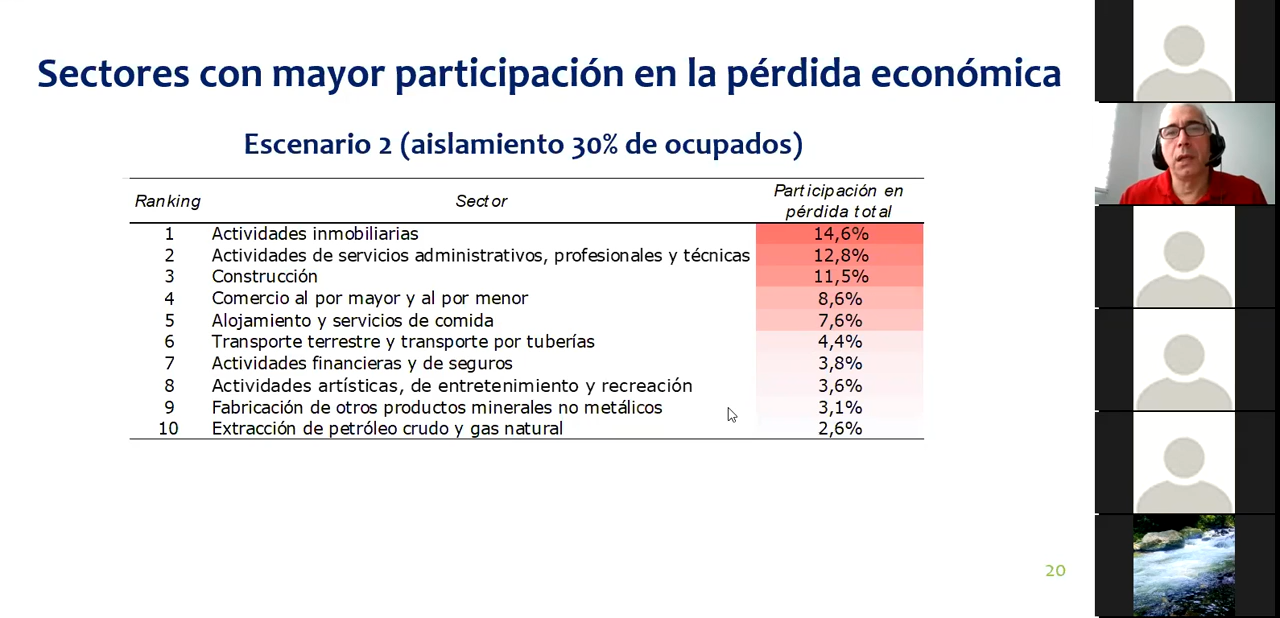 Sectores con mayor participación en la pérdida económica
Escenario 2 (aislamiento 30% de ocupados)
Ranking Sector Participación en pérdida total
1 Actividades inmobiliarias 14,6%
2 Actividades de servicios administrativos, profesionales y técnicas 12,8%
3 Construcción 11,5%
4 Comercio al por mayor y al por menor 8,6%
5 Alojamiento y servicios de comida 7,6%
6 Transporte terrestre y transporte por tuberías 4,4%
7 Actividades financieras y de seguros 3,8%
8 Actividades artísticas, de entretenimiento y recreación 3,6%
9 Fabricación de otros productos minerales no metálicos 3,1%
10 Extracción de petróleo crudo y gas natural 2,6%
20